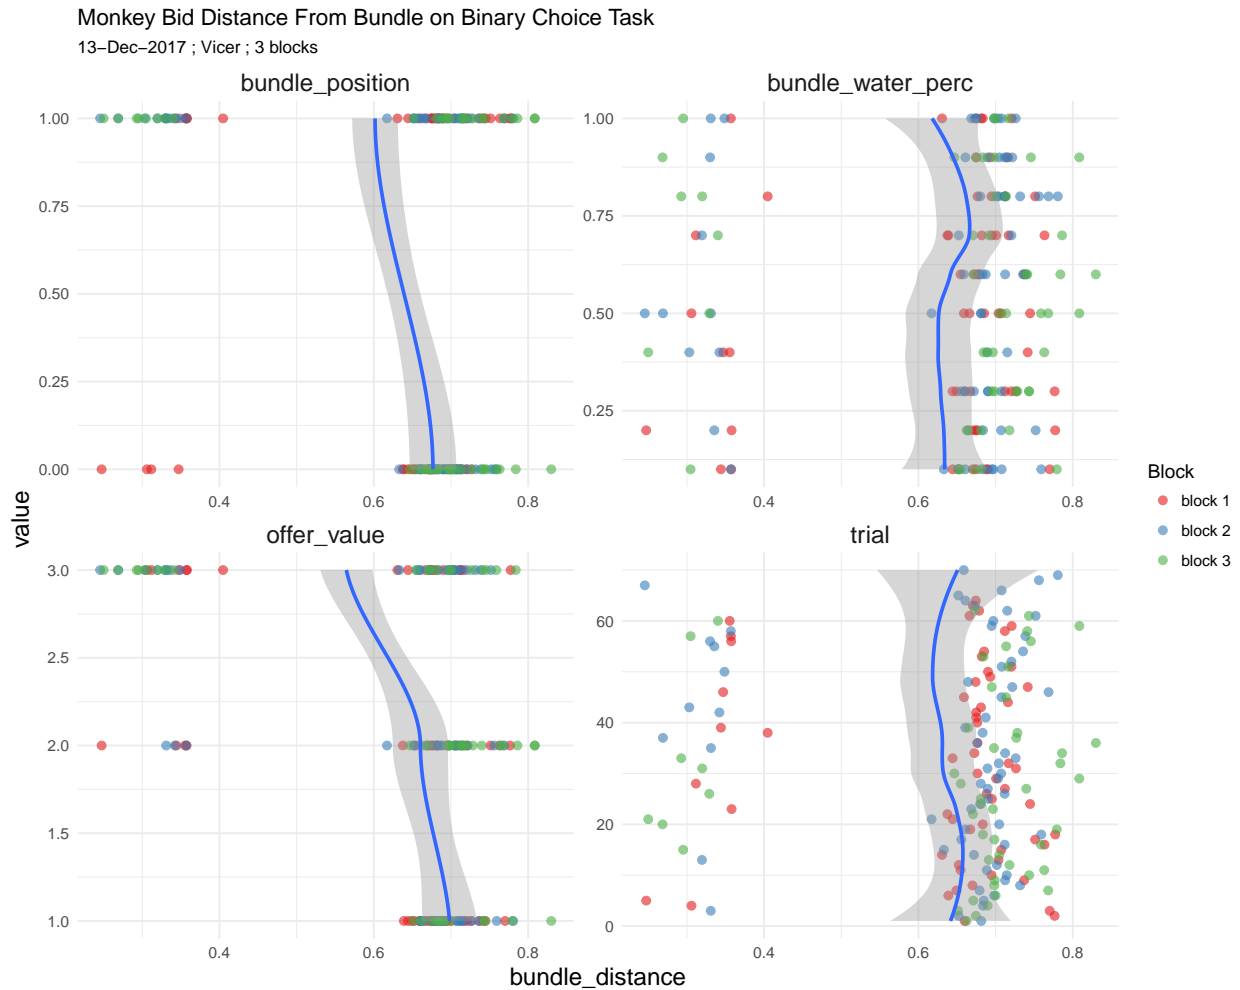 Monkey Bid Distance From Bundle on Binary Choice Task
13−Dec−2017 ; Vicer ; 3 blocks
bundle_position
bundle_water_perc
1.00
0.75
0.50
0.25
0.00
0.4
0.6
0.8
1.00
0.75
0.50
0.25
0.4
0.6
0.8
offer_value
trial
3.0
2.5
2.0
1.5
1.0
0.4
0.6
0.8
60
40
20
0
0.4
0.6
0.8
value
bundle_distance
Block
block 1
block 2
block 3